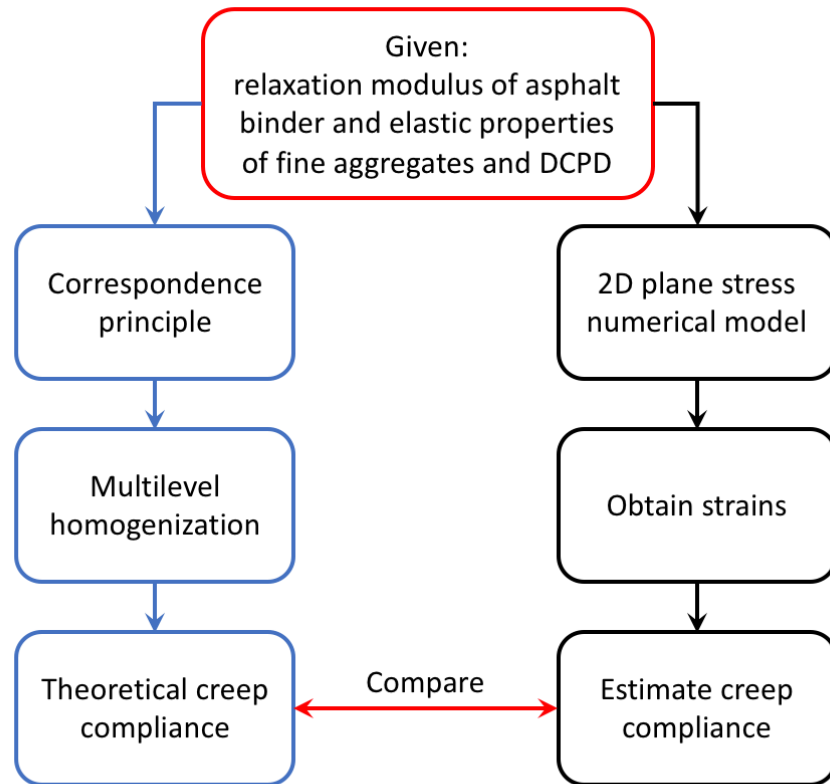 Given:
relaxation modulus of asphalt
binder and elastic properties
of fine aggregates and DCPD
Correspondence
principle
2D plane stress
numerical model
Multilevel
homogenization
Obtain strains
Theoretical creep
compliance
Compare
Estimate creep
compliance